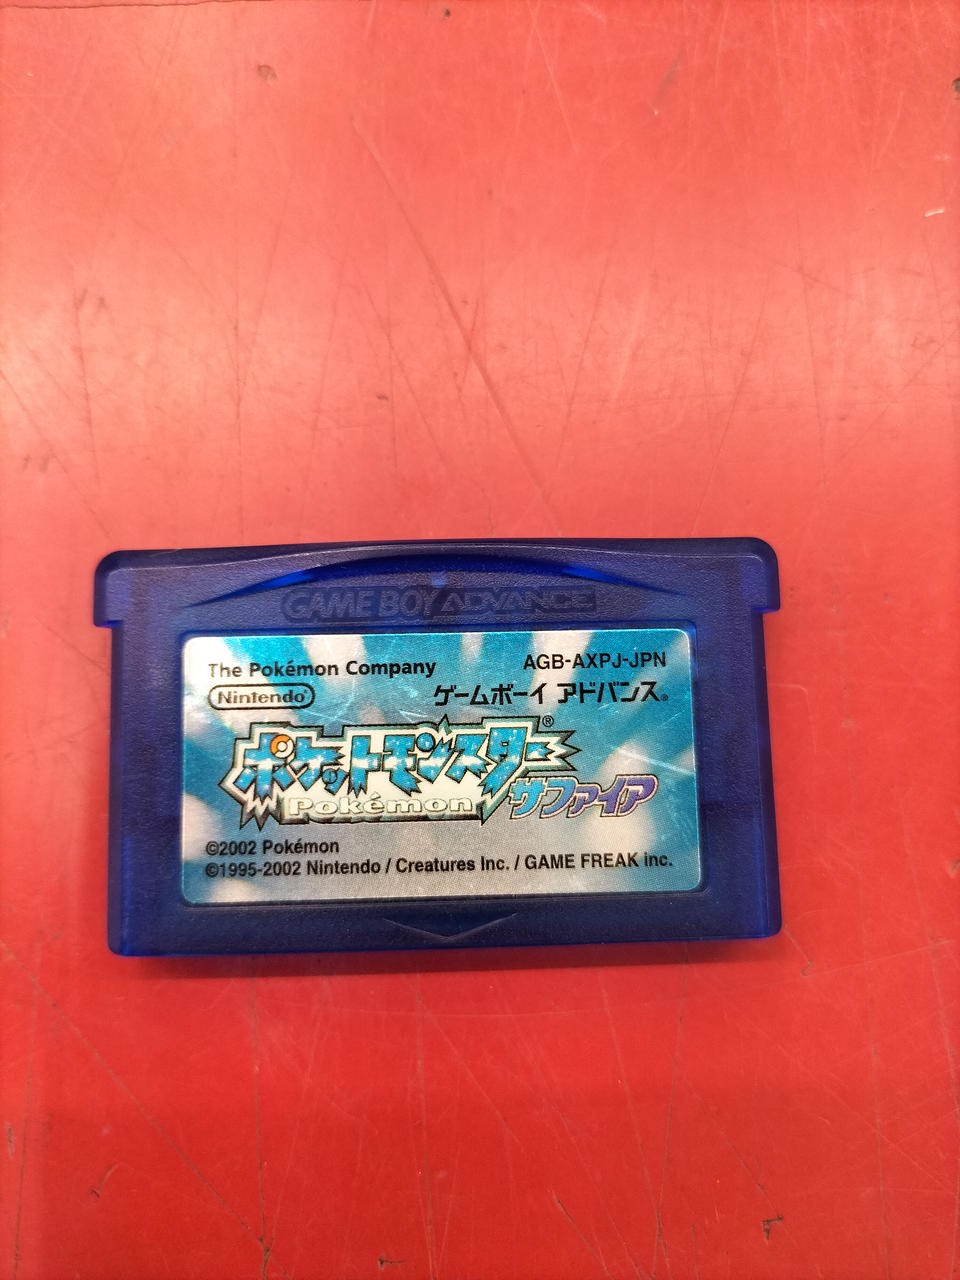 GAME BOY ADVANCE
The Pokémon Company
AGB-AXPJ-JPN
Nintendo®
ゲームボーイ アドバンス®
ポケットモンスター®
Pokémon
サファイア
©2002 Pokémon
©1995-2002 Nintendo / Creatures Inc. / GAME FREAK inc.